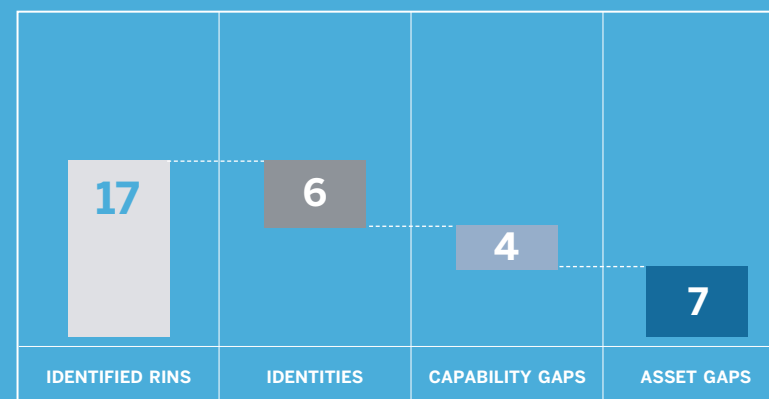 17
6
4
7
IDENTIFIED RINS
IDENTITIES
CAPABILITY GAPS
ASSET GAPS